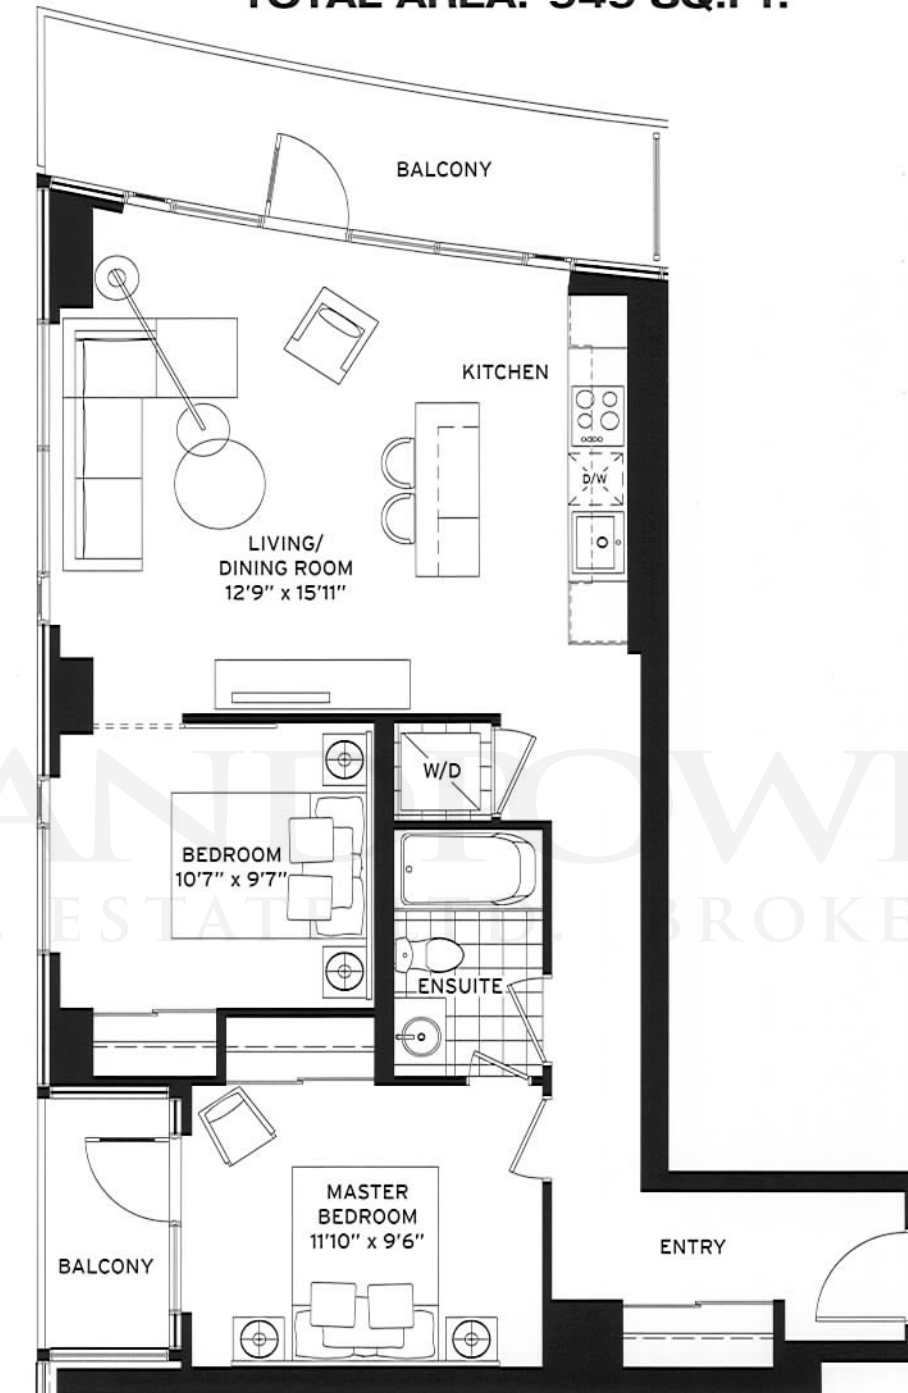 BALCONY
KITCHEN
D/W
LIVING/
DINING ROOM
12'9" x 15'11"
W/D
BEDROOM
10'7" x 9'7"
ENSUITE
MASTER
BEDROOM
11'10" x 9'6"
BALCONY
ENTRY